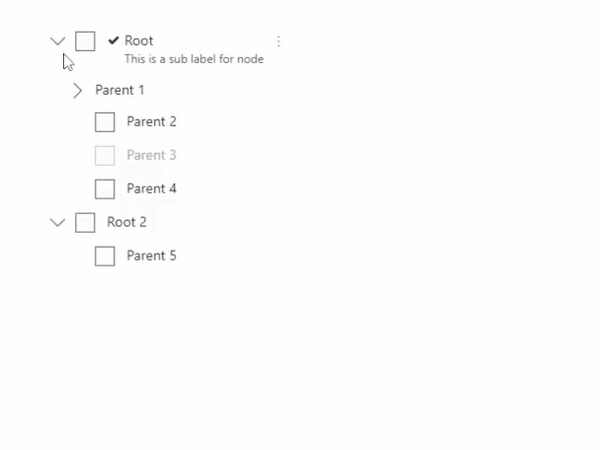 Root
This is a sub label for node
Parent 1
Parent 2
Parent 3
Parent 4
Root 2
Parent 5